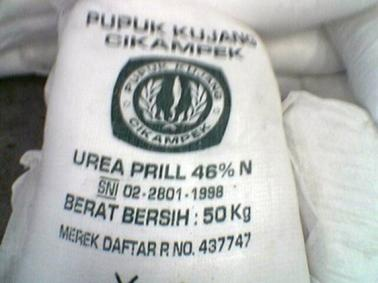 PUPUK KUJANG
CIKAMPEK
PUPUK KUJANG
CIKAMPEK
UREA PRILL 46% N
SNI 02-2801-1998
BERAT BERSIH : 50 Kg
MEREK DAFTAR R.NO. 437747